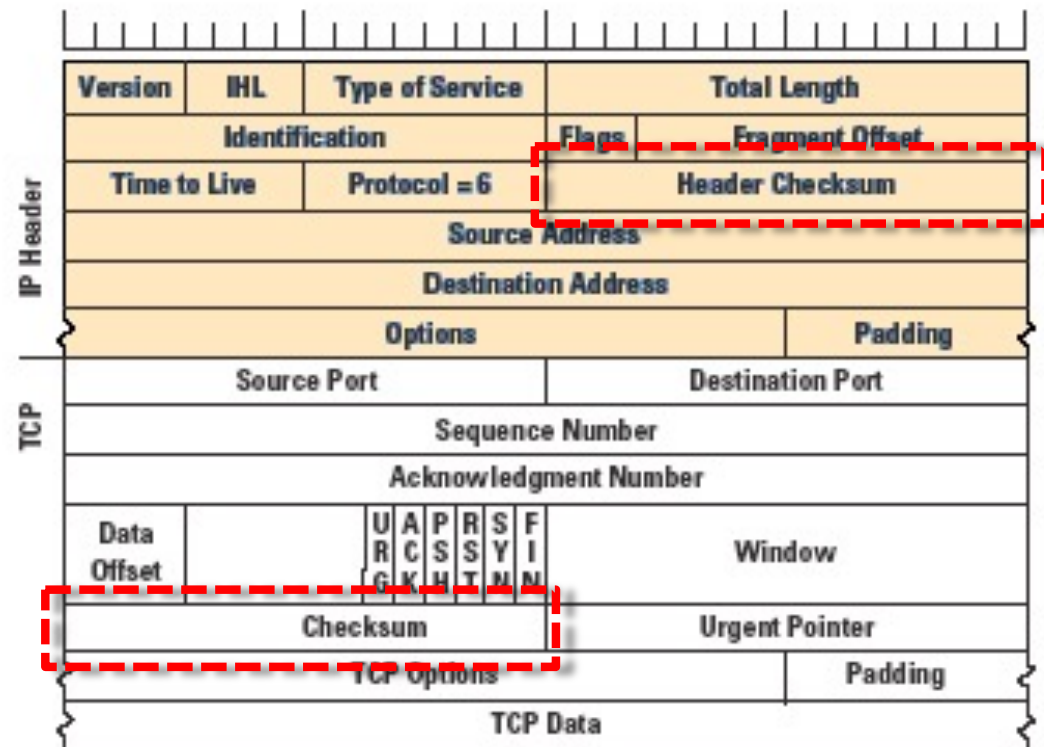 Version IHL Type of Service Total Length
Identification Flags Fragment Offset
Time to Live Protocol = 6 Header Checksum
Source Address
Destination Address
Options Padding
IP Header
Source Port Destination Port
Sequence Number
Acknowledgment Number
Data Offset URG ACK PSH RST SYN FIN Window
Checksum Urgent Pointer
TCP Options Padding
TCP Data
TCP